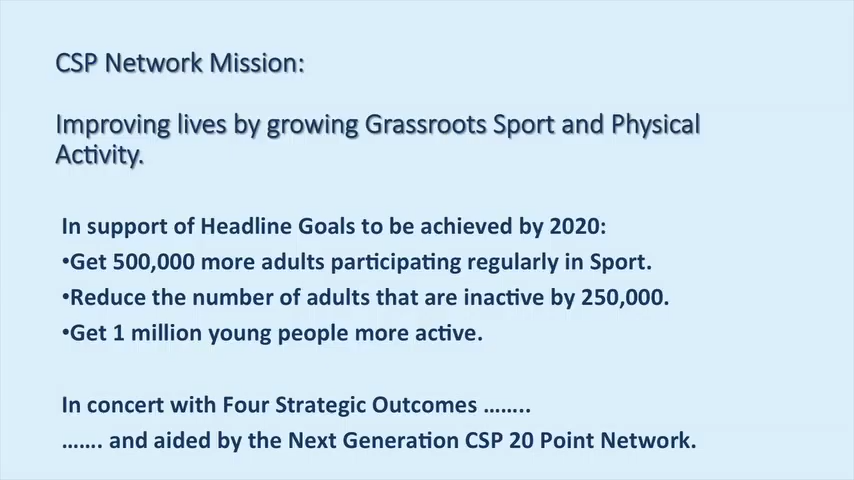 CSP Network Mission:
Improving lives by growing Grassroots Sport and Physical
Activity.
In support of Headline Goals to be achieved by 2020:
•Get 500,000 more adults participating regularly in Sport.
•Reduce the number of adults that are inactive by 250,000.
•Get 1 million young people more active.
In concert with Four Strategic Outcomes ……..
……. and aided by the Next Generation CSP 20 Point Network.